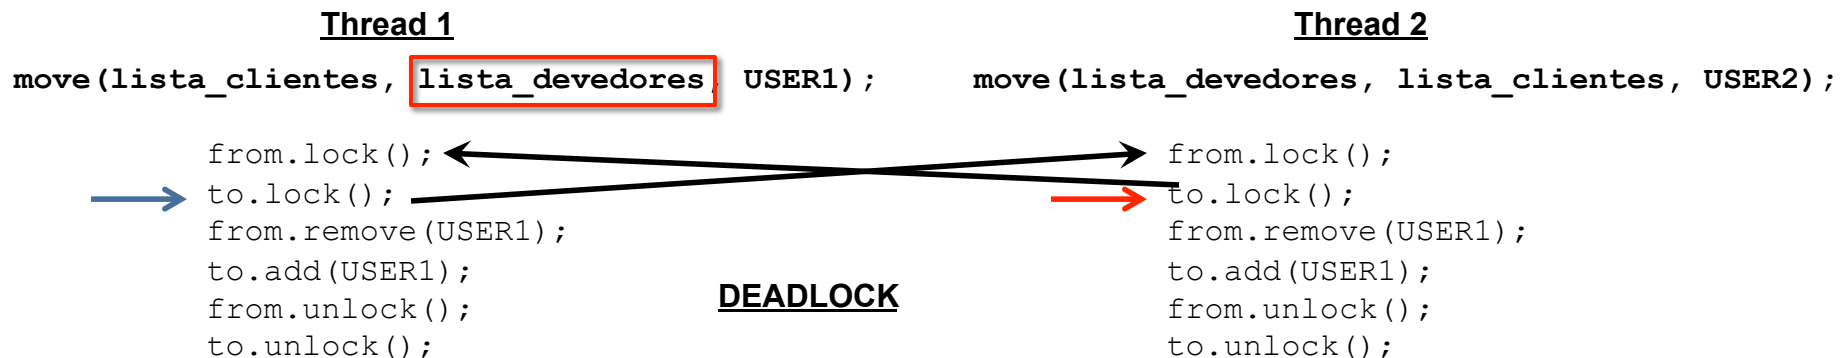 Thread 1
move(lista_clientes, lista_devedores, USER1);
from.lock();
to.lock();
from.remove(USER1);
to.add(USER1);
from.unlock();
to.unlock();
DEADLOCK
Thread 2
move(lista_devedores, lista_clientes, USER2);
from.lock();
to.lock();
from.remove(USER1);
to.add(USER1);
from.unlock();
to.unlock();